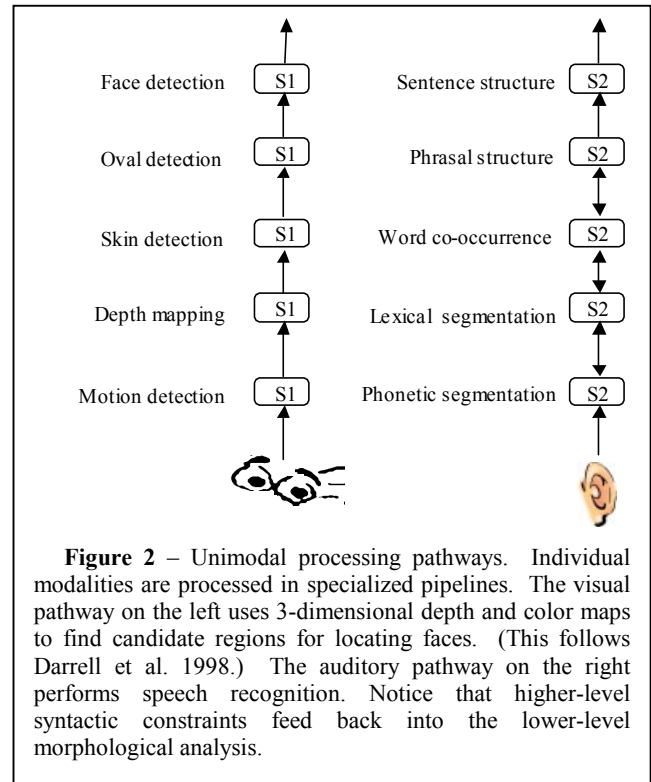 Face detection S1 Sentence structure S2
Oval detection S1 Phrasal structure S2
Skin detection S1 Word co-occurrence S2
Depth mapping S1 Lexical segmentation S2
Motion detection S1 Phonetic segmentation S2
Figure 2 – Unimodal processing pathways. Individual
modalities are processed in specialized pipelines. The visual
pathway on the left uses 3-dimensional depth and color maps
to find candidate regions for locating faces. (This follows
Darrell et al. 1998.) The auditory pathway on the right
performs speech recognition. Notice that higher-level
syntactic constraints feed back into the lower-level
morphological analysis.